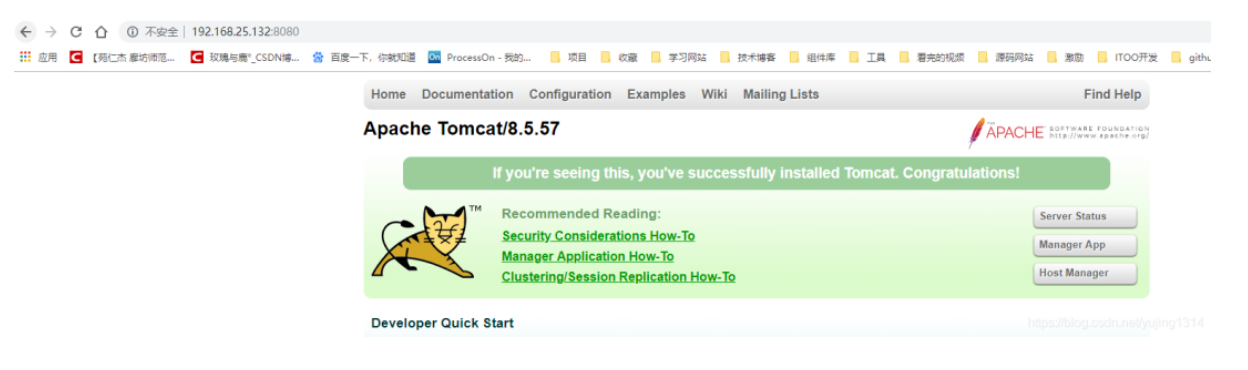 不安全 | 192.168.25.132:8080
应用 【苑仁杰 廊坊师范... 玫瑰与鹿°_CSDN博... 百度一下，你就知道 On ProcessOn - 我的... 项目 收藏 学习网站 技术博客 组件库 工具 看完的视频 源码网站 激励 ITOO开发 githu
Home Documentation Configuration Examples Wiki Mailing Lists Find Help
Apache Tomcat/8.5.57
THE APACHE SOFTWARE FOUNDATION
http://www.apache.org/
If you're seeing this, you've successfully installed Tomcat. Congratulations!
TM
Recommended Reading:
Security Considerations How-To
Manager Application How-To
Clustering/Session Replication How-To
Server Status
Manager App
Host Manager
Developer Quick Start
https://blog.csdn.net/yujing1314